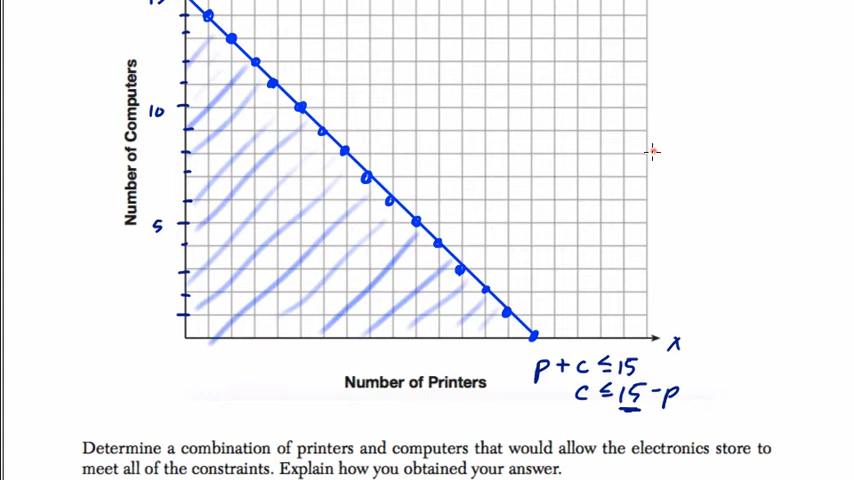 Number of Computers
10
5
x
Number of Printers
p + c ≤ 15
c ≤ 15 - p
Determine a combination of printers and computers that would allow the electronics store to
meet all of the constraints. Explain how you obtained your answer.